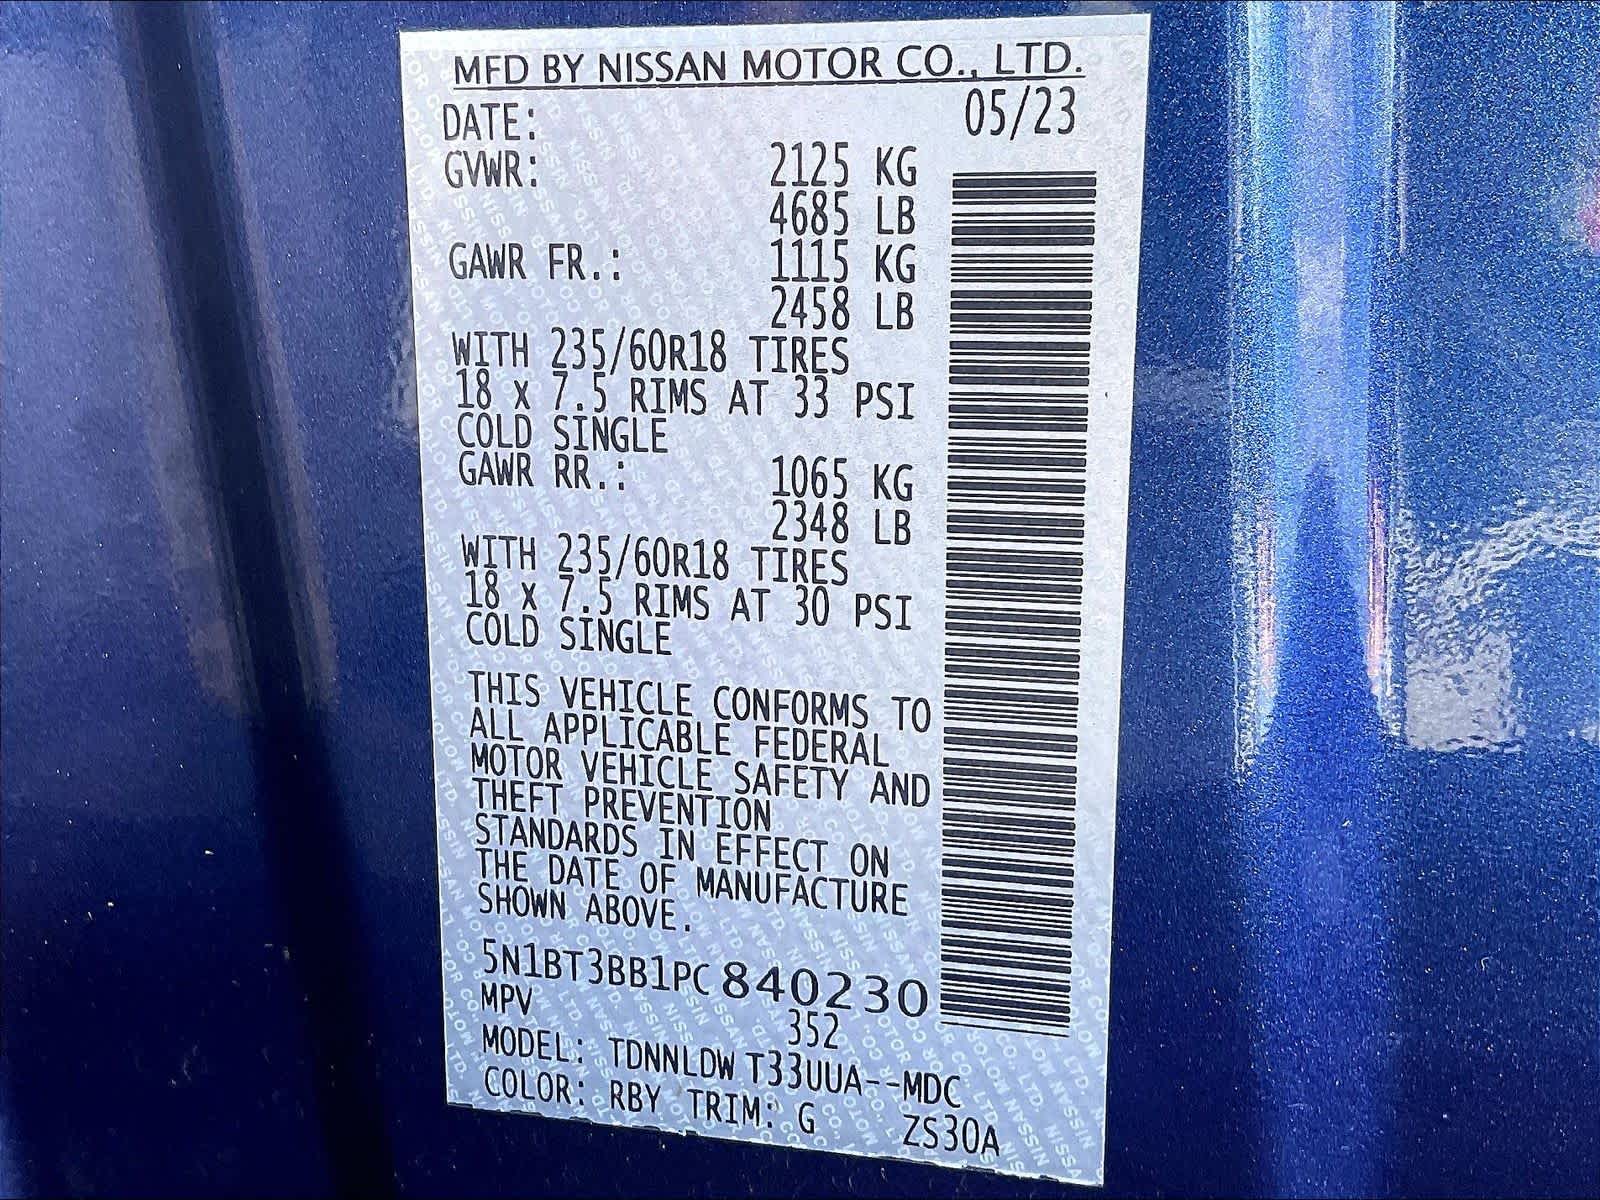 MFD BY NISSAN MOTOR CO., LTD.
DATE: 05/23
GVWR: 2125 KG
4685 LB
GAWR FR.: 1115 KG
2458 LB
WITH 235/60R18 TIRES
18 x 7.5 RIMS AT 33 PSI
COLD SINGLE
GAWR RR.: 1065 KG
2348 LB
WITH 235/60R18 TIRES
18 x 7.5 RIMS AT 30 PSI
COLD SINGLE
THIS VEHICLE CONFORMS TO
ALL APPLICABLE FEDERAL
MOTOR VEHICLE SAFETY AND
THEFT PREVENTION
STANDARDS IN EFFECT ON
THE DATE OF MANUFACTURE
SHOWN ABOVE.
5N1BT3BB1PC840230
MPV 352
MODEL: TDNNLDW T33UUA--MDC
COLOR: RBY TRIM: G ZS30A